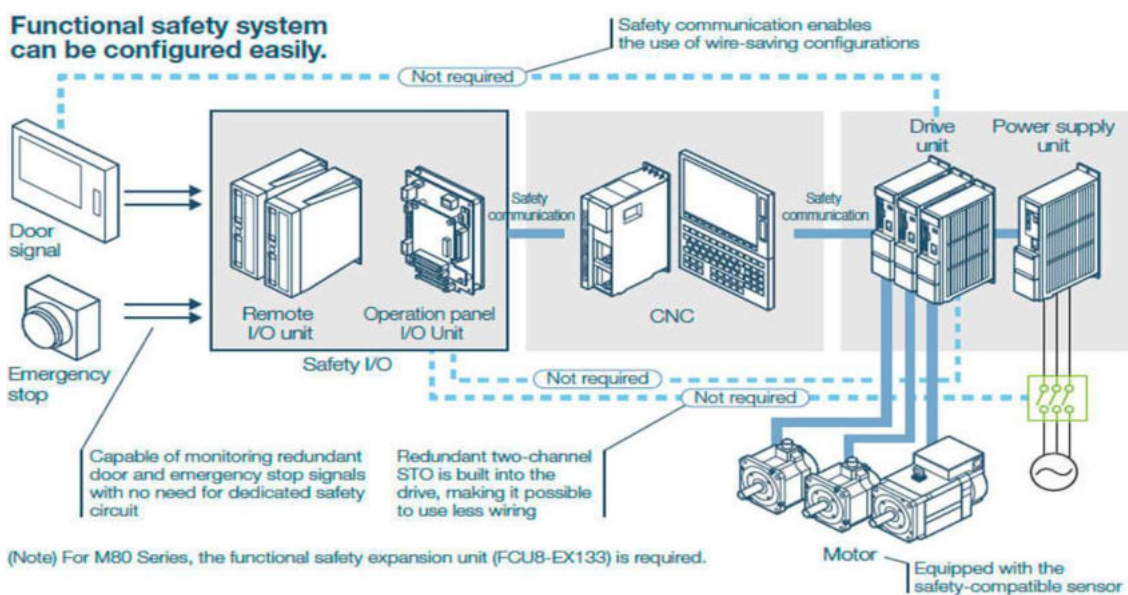 Functional safety system
can be configured easily.
Safety communication enables
the use of wire-saving configurations
Not required
Drive
unit
Power supply
unit
Door
signal
Safety
communication
Safety
communication
Remote
I/O unit
Operation panel
I/O Unit
CNC
Safety I/O
Emergency
stop
Not required
Not required
Capable of monitoring redundant
door and emergency stop signals
with no need for dedicated safety
circuit
Redundant two-channel
STO is built into the
drive, making it possible
to use less wiring
Motor
(Note) For M80 Series, the functional safety expansion unit (FCU8-EX133) is required.
Equipped with the
safety-compatible sensor